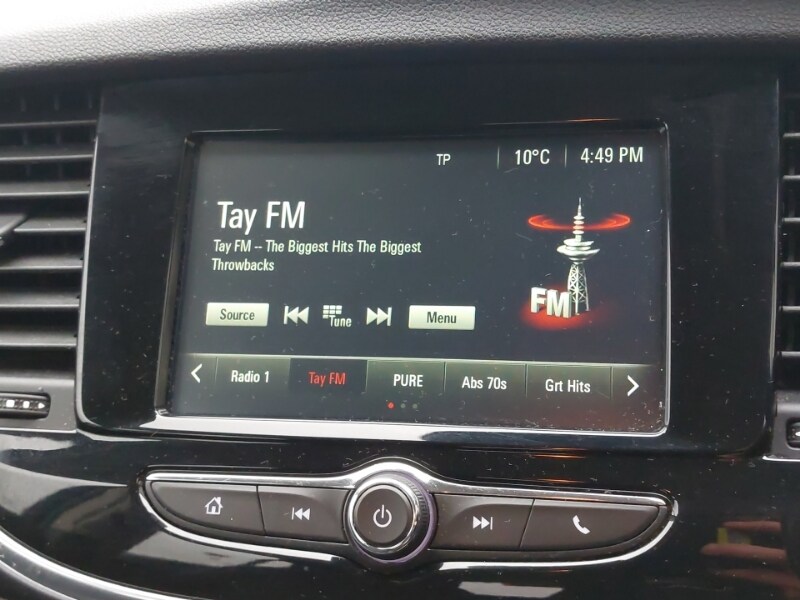 TP 10°C 4:49 PM
Tay FM
Tay FM -- The Biggest Hits The Biggest
Throwbacks
FM
Source Tune Menu
Radio 1 Tay FM PURE Abs 70s Grt Hits